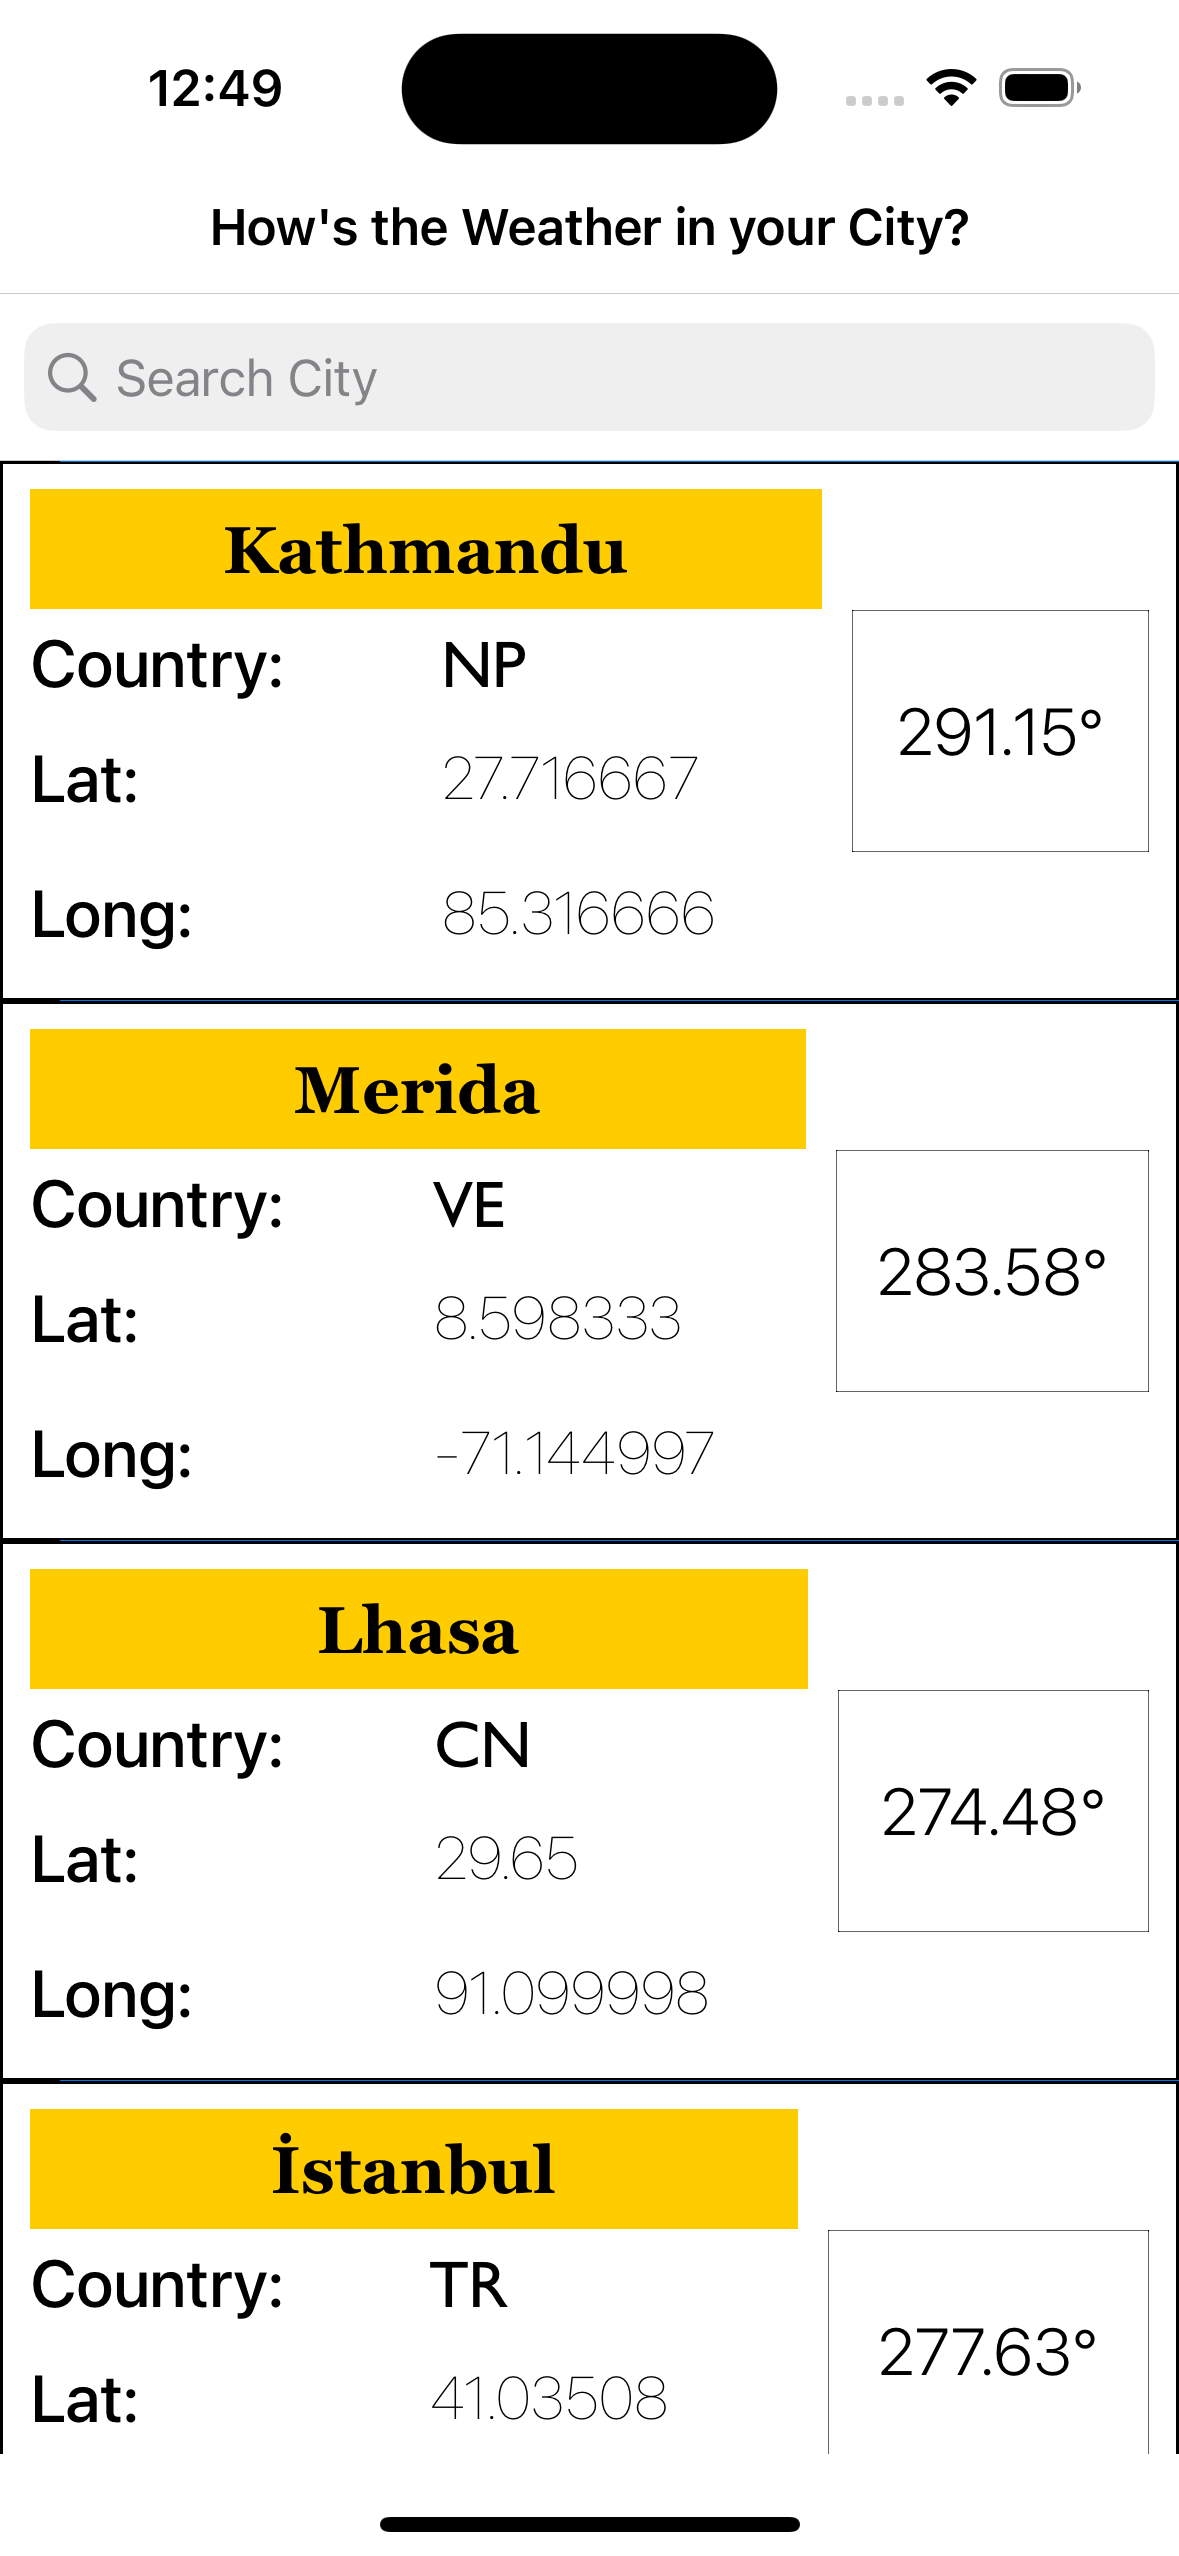 12:49
How's the Weather in your City?
Search City
Kathmandu
Country: NP
291.15°
Lat: 27.716667
Long: 85.316666
Merida
Country: VE
283.58°
Lat: 8.598333
Long: -71.144997
Lhasa
Country: CN
274.48°
Lat: 29.65
Long: 91.099998
İstanbul
Country: TR
277.63°
Lat: 41.03508